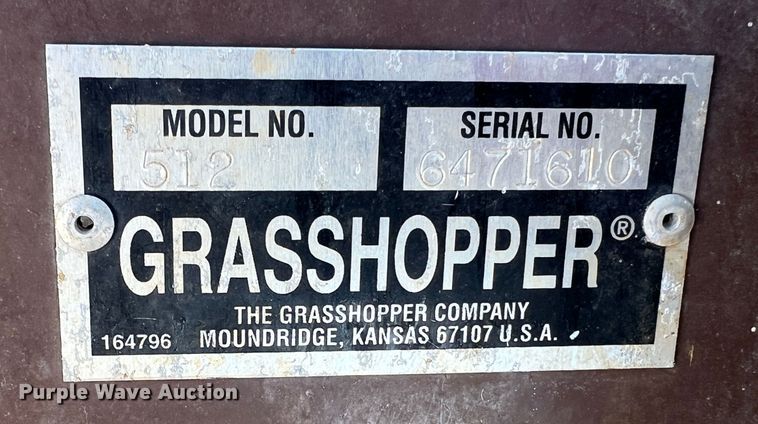 MODEL NO. SERIAL NO.
512 6471610
GRASSHOPPER®
THE GRASSHOPPER COMPANY
164796 MOUNDRIDGE, KANSAS 67107 U.S.A.
Purple Wave Auction